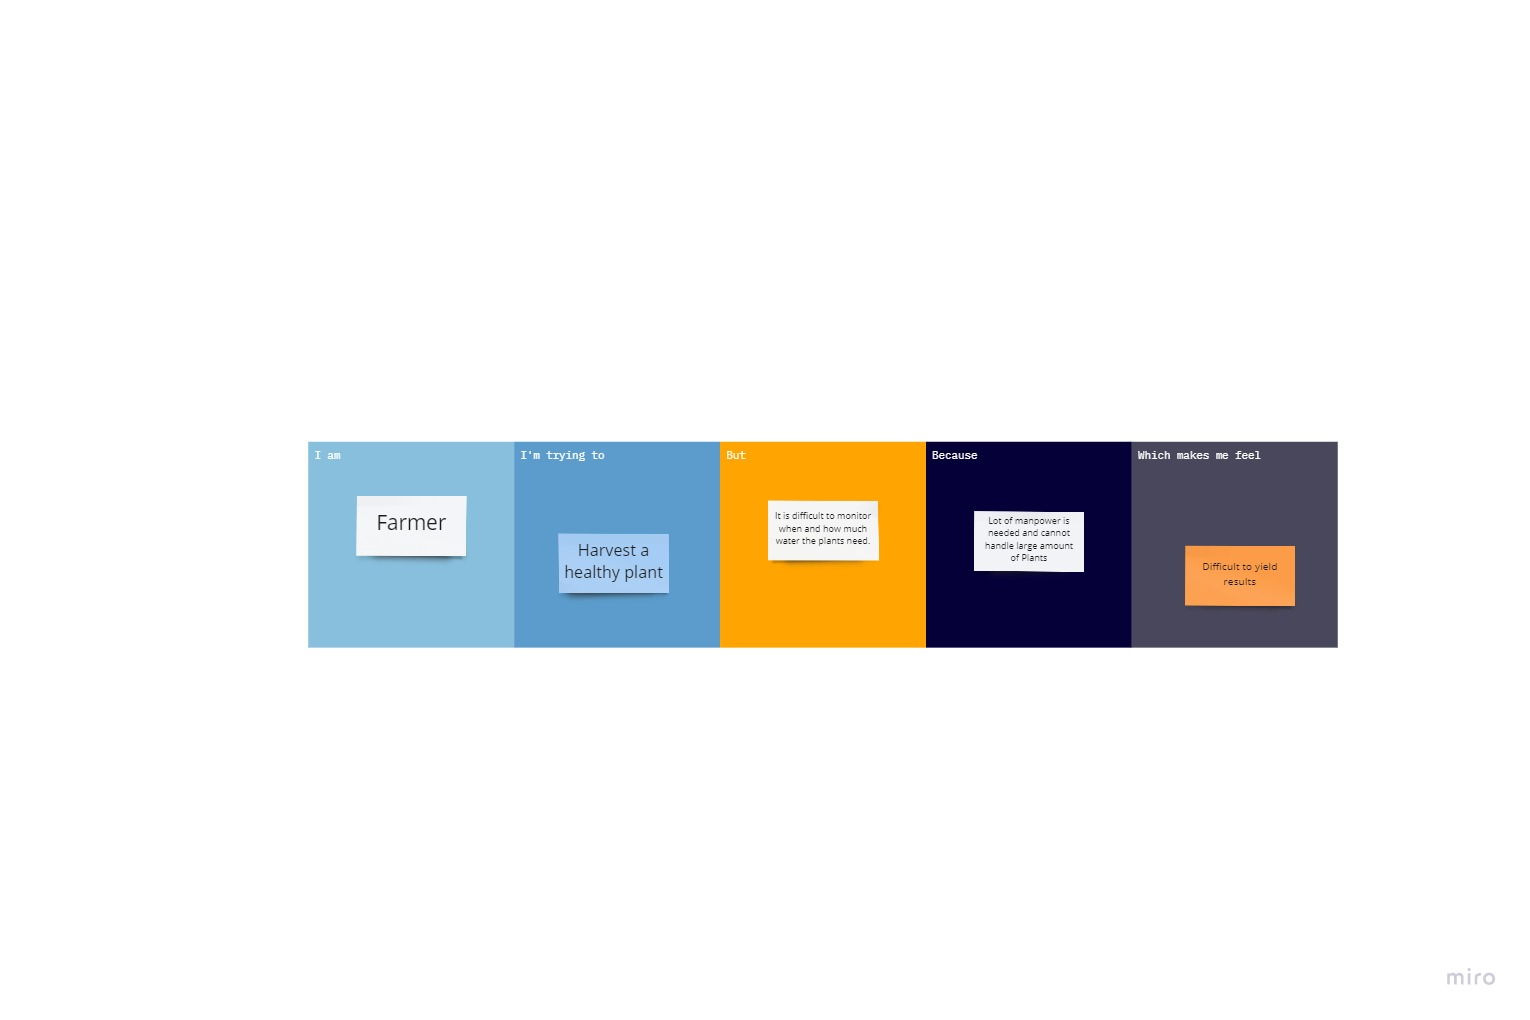 I am
Farmer
I'm trying to
Harvest a
healthy plant
But
It is difficult to monitor
when and how much
water the plants need.
Because
Lot of manpower is
needed and cannot
handle large amount
of Plants
Which makes me feel
Difficult to yield
results
miro